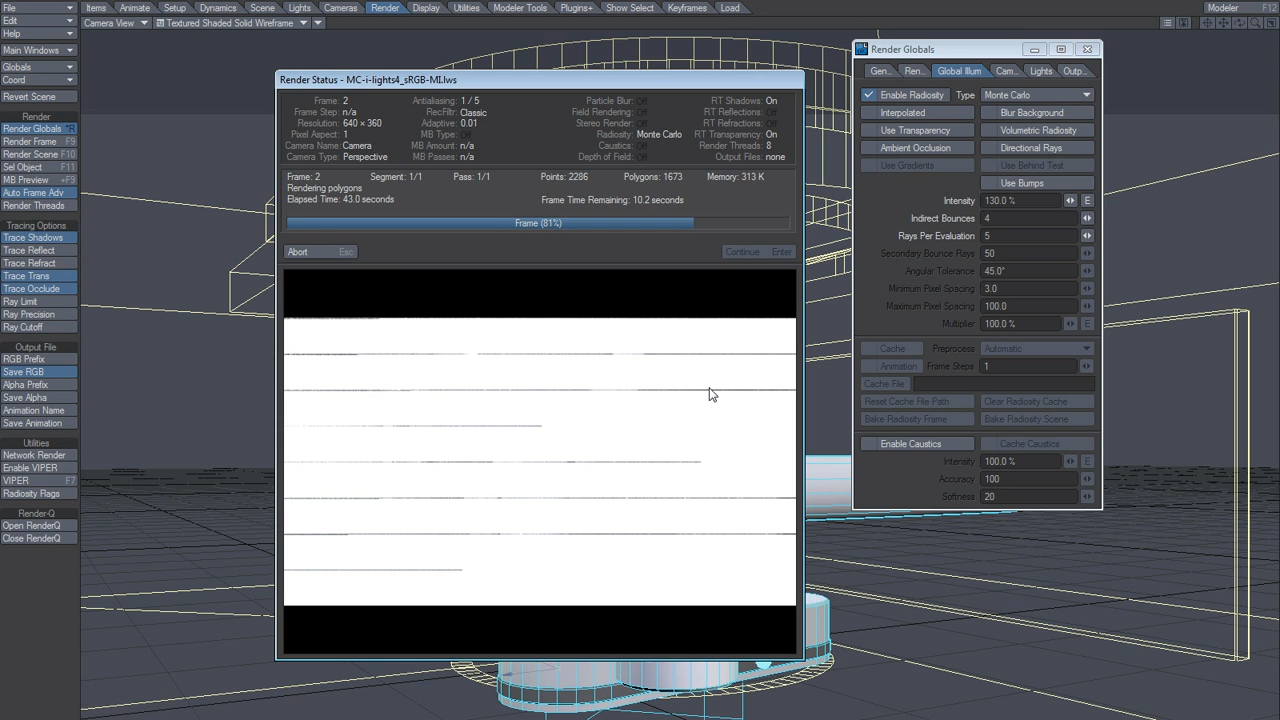 File Items Animate Setup Dynamics Scene Lights Cameras Render Display Utilities Modeler Tools Plugins+ Show Select Keyframes Load Modeler F12
Edit Camera View Textured Shaded Solid Wireframe
Help
Main Windows
Globals
Coord
Revert Scene
Render
Render Globals ^R
Render Frame F9
Render Scene F10
Sel Object F11
MB Preview +F9
Auto Frame Adv
Render Threads
Tracing Options
Trace Shadows
Trace Reflect
Trace Refract
Trace Trans
Trace Occlude
Ray Limit
Ray Precision
Ray Cutoff
Output File
RGB Prefix
Save RGB
Alpha Prefix
Save Alpha
Animation Name
Save Animation
Utilities
Network Render
Enable VIPER
VIPER F7
Radiosity Flags
Render-Q
Open RenderQ
Close RenderQ
Render Status - MC-i-lights4_sRGB-MI.lws
Frame: 2 Antialiasing: 1 / 5 Particle Blur: Off RT Shadows: On
Frame Step: n/a RecFilter: Classic Field Rendering: Off RT Reflections: Off
Resolution: 640 × 360 Adaptive: 0.01 Stereo Render: Off RT Refractions: Off
Pixel Aspect: 1 MB Type: Off Radiosity: Monte Carlo RT Transparency: On
Camera Name: Camera MB Amount: n/a Caustics: Off Render Threads: 8
Camera Type: Perspective MB Passes: n/a Depth of Field: Off Output Files: none
Frame: 2 Segment: 1/1 Pass: 1/1 Points: 2286 Polygons: 1673 Memory: 313 K
Rendering polygons
Elapsed Time: 43.0 seconds Frame Time Remaining: 10.2 seconds
Frame (81%)
Abort Esc Continue Enter
Render Globals
Gen... Ren... Global Illum Cam... Lights Outp...
Enable Radiosity Type Monte Carlo
Interpolated Blur Background
Use Transparency Volumetric Radiosity
Ambient Occlusion Directional Rays
Use Gradients Use Behind Test
Use Bumps
Intensity 130.0 % E
Indirect Bounces 4
Rays Per Evaluation 5
Secondary Bounce Rays 50
Angular Tolerance 45.0°
Minimum Pixel Spacing 3.0
Maximum Pixel Spacing 100.0
Multiplier 100.0 % E
Cache Preprocess Automatic
Animation Frame Steps 1
Cache File
Reset Cache File Path Clear Radiosity Cache
Bake Radiosity Frame Bake Radiosity Scene
Enable Caustics Cache Caustics
Intensity 100.0 % E
Accuracy 100
Softness 20